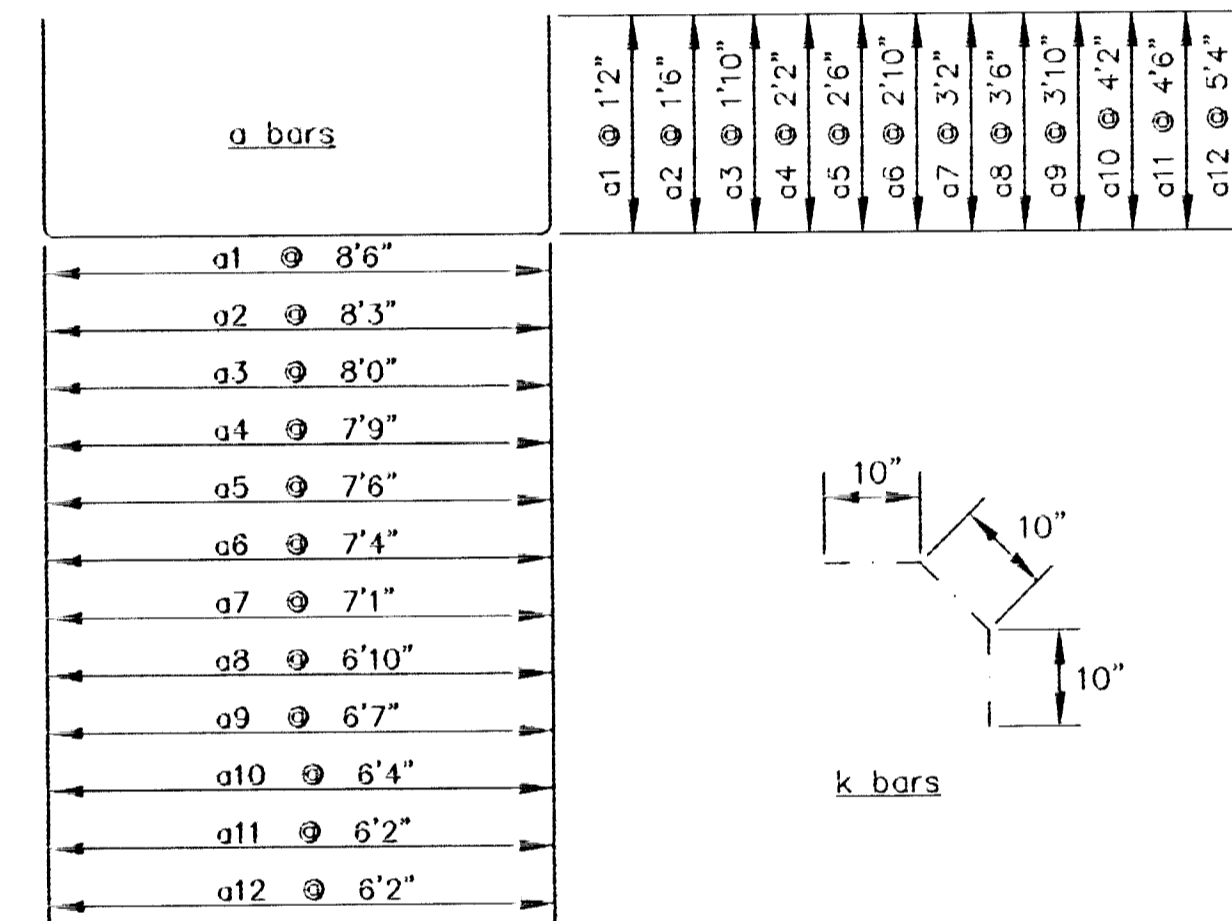 a bars
a1 @ 1'2"
a2 @ 1'6"
a3 @ 1'10"
a4 @ 2'2"
a5 @ 2'6"
a6 @ 2'10"
a7 @ 3'2"
a8 @ 3'6"
a9 @ 3'10"
a10 @ 4'2"
a11 @ 4'6"
a12 @ 5'4"
a1 @ 8'6"
a2 @ 8'3"
a3 @ 8'0"
a4 @ 7'9"
a5 @ 7'6"
a6 @ 7'4"
a7 @ 7'1"
a8 @ 6'10"
a9 @ 6'7"
a10 @ 6'4"
a11 @ 6'2"
a12 @ 6'2"
10"
10"
10"
k bars